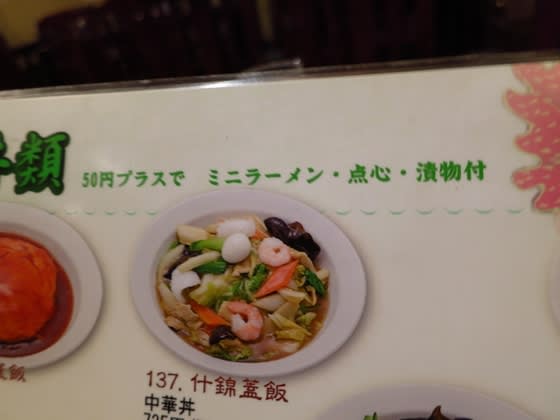 類
50円プラスで ミニラーメン・点心・漬物付
飯
137. 什錦蓋飯
中華丼